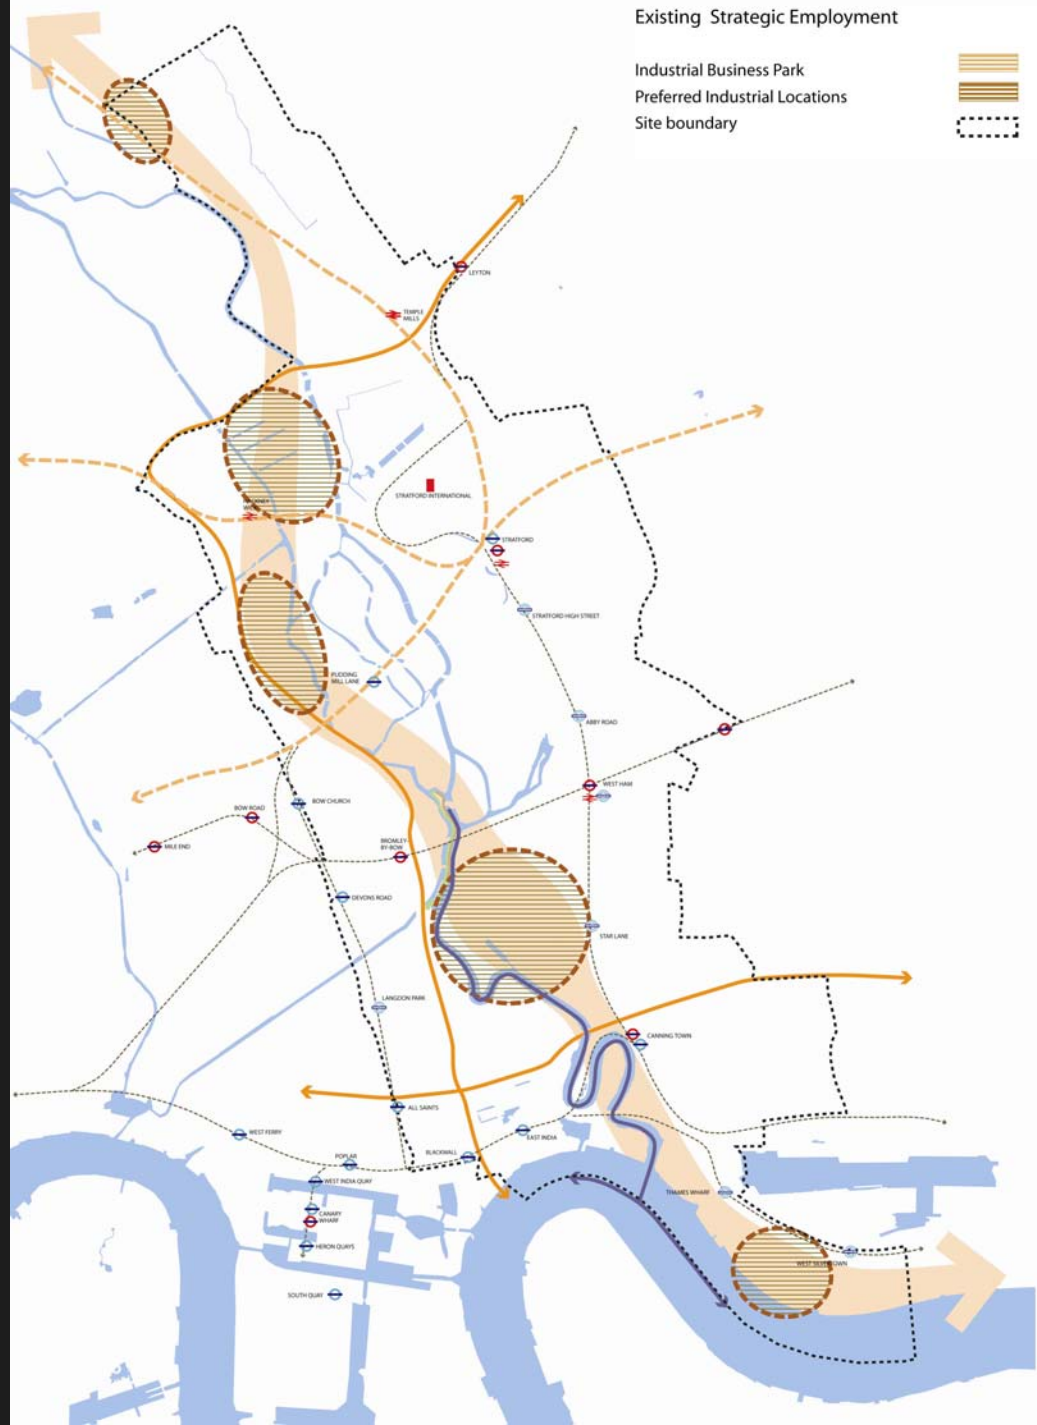 Existing Strategic Employment
Industrial Business Park
Preferred Industrial Locations
Site boundary
LEYTON
TEMPLE
MILLS
STRATFORD INTERNATIONAL
HACKNEY
STRATFORD
STRATFORD HIGH STREET
PUDDING
MILL LANE
ABBY ROAD
WEST HAM
BOW CHURCH
BOW ROAD
MILE END
BROMLEY-
BY-BOW
DEVONS ROAD
STAR LANE
LANGDON PARK
CANNING TOWN
ALL SAINTS
WEST FERRY
EAST INDIA
BLACKWALL
POPLAR
WEST INDIA QUAY
THAMES WHARF
CANARY
WHARF
HERON QUAYS
WEST SILVERTOWN
SOUTH QUAY